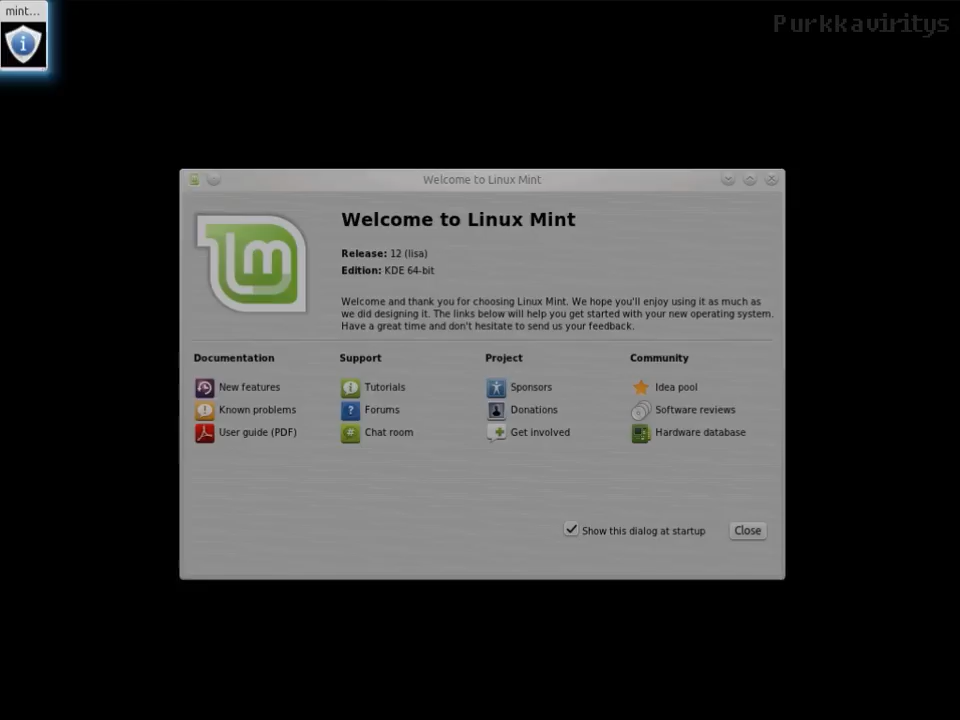 mint...
Purkkaviritys
Welcome to Linux Mint
Welcome to Linux Mint
Release: 12 (lisa)
Edition: KDE 64-bit
Welcome and thank you for choosing Linux Mint. We hope you'll enjoy using it as much as
we did designing it. The links below will help you get started with your new operating system.
Have a great time and don't hesitate to send us your feedback.
Documentation
New features
Known problems
User guide (PDF)
Support
Tutorials
Forums
Chat room
Project
Sponsors
Donations
Get involved
Community
Idea pool
Software reviews
Hardware database
Show this dialog at startup
Close